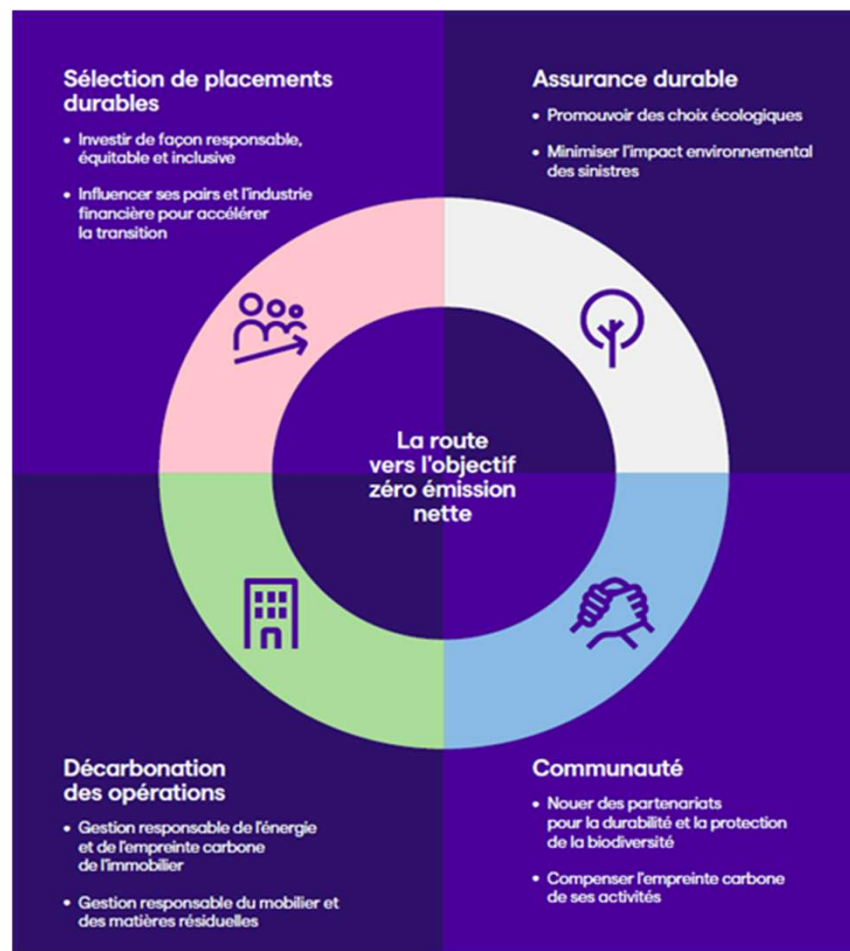 Sélection de placements
durables
• Investir de façon responsable,
équitable et inclusive
• Influencer ses pairs et l'industrie
financière pour accélérer
la transition
Assurance durable
• Promouvoir des choix écologiques
• Minimiser l'impact environnemental
des sinistres
La route
vers l'objectif
zéro émission
nette
Décarbonation
des opérations
• Gestion responsable de l'énergie
et de l'empreinte carbone
de l'immobilier
• Gestion responsable du mobilier et
des matières résiduelles
Communauté
• Nouer des partenariats
pour la durabilité et la protection
de la biodiversité
• Compenser l'empreinte carbone
de ses activités